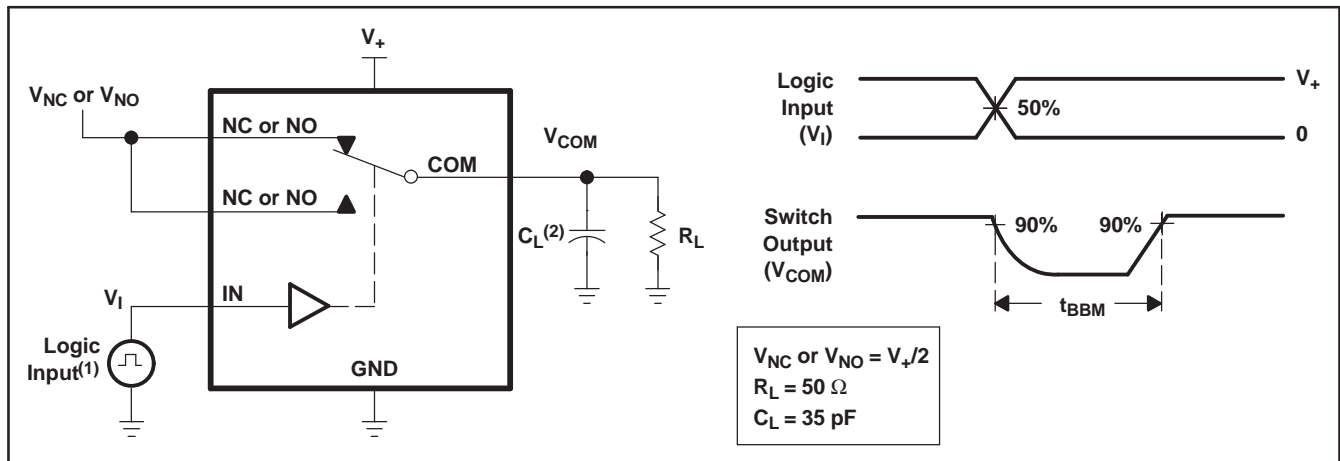 V+
VNC or VNO
NC or NO
VCOM
COM
NC or NO
CL(2)
RL
VI
IN
Logic
Input(1)
GND
Logic
Input
(VI)
V+
50%
0
Switch
Output
(VCOM)
90%
90%
tBBM
VNC or VNO = V+/2
RL = 50 Ω
CL = 35 pF